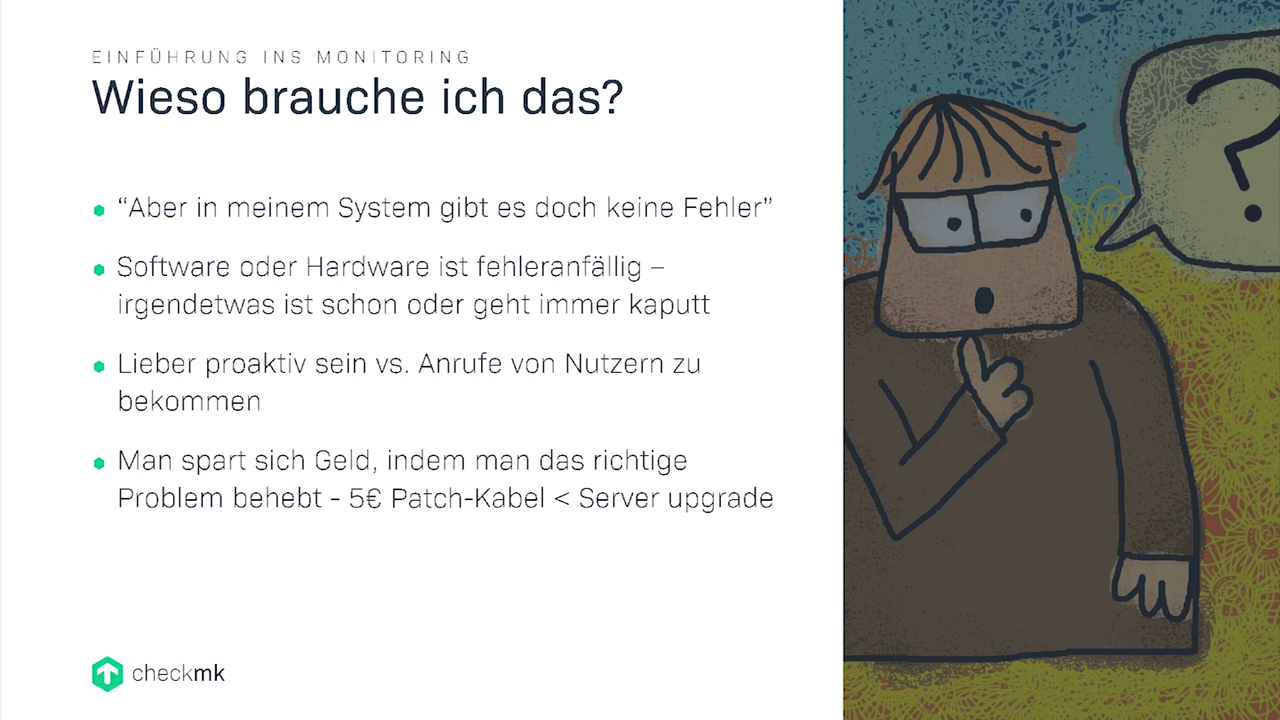 EINFÜHRUNG INS MONITORING
Wieso brauche ich das?
“Aber in meinem System gibt es doch keine Fehler”
Software oder Hardware ist fehleranfällig –
irgendetwas ist schon oder geht immer kaputt
Lieber proaktiv sein vs. Anrufe von Nutzern zu
bekommen
Man spart sich Geld, indem man das richtige
Problem behebt - 5€ Patch-Kabel < Server upgrade
checkmk
?